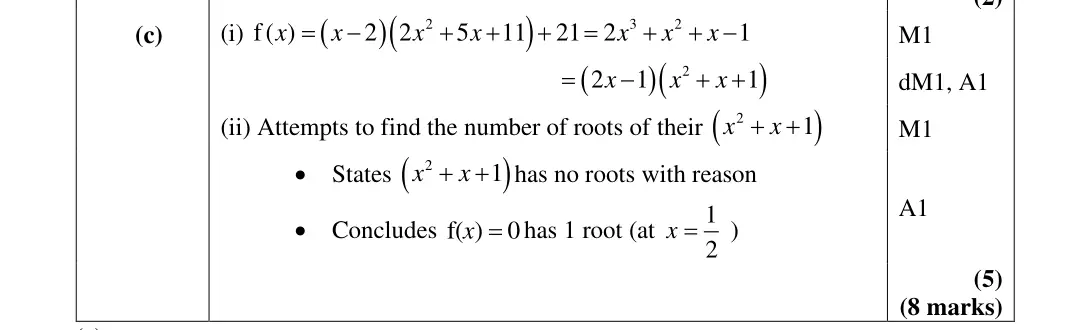 (2)
(c) (i) f(x) = (x−2)(2x²+5x+11)+21 = 2x³+x²+x−1 M1
=(2x−1)(x²+x+1) dM1, A1
(ii) Attempts to find the number of roots of their (x²+x+1) M1
• States (x²+x+1) has no roots with reason
• Concludes f(x) = 0 has 1 root (at x = 1/2 ) A1
(5)
(8 marks)